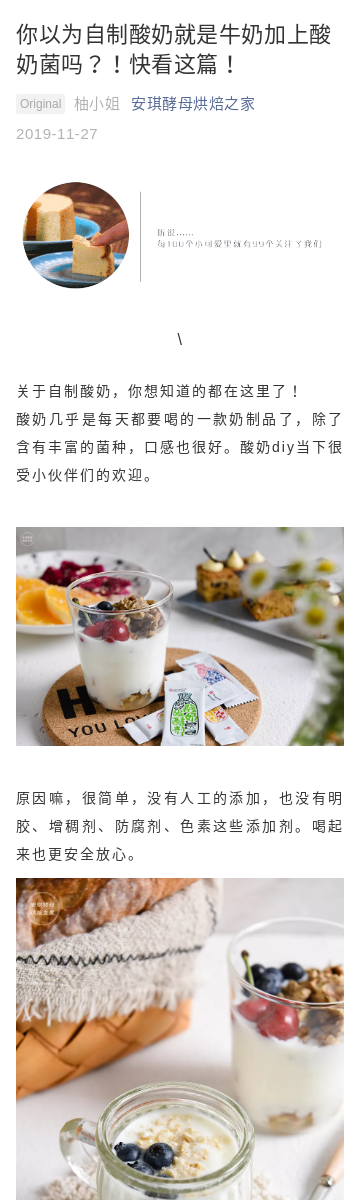 你以为自制酸奶就是牛奶加上酸
奶菌吗？！快看这篇！
Original 柚小姐 安琪酵母烘焙之家
2019-11-27
听说……
每100个小可爱里就有99个关注了我们
\
关于自制酸奶，你想知道的都在这里了！
酸奶几乎是每天都要喝的一款奶制品了，除了
含有丰富的菌种，口感也很好。酸奶diy当下很
受小伙伴们的欢迎。
H
YOU LOV
原因嘛，很简单，没有人工的添加，也没有明
胶、增稠剂、防腐剂、色素这些添加剂。喝起
来也更安全放心。